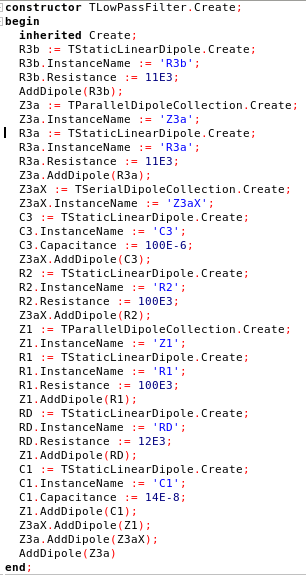 constructor TLowPassFilter.Create;
begin
inherited Create;
R3b := TStaticLinearDipole.Create;
R3b.InstanceName := 'R3b';
R3b.Resistance := 11E3;
AddDipole(R3b);
Z3a := TParallelDipoleCollection.Create;
Z3a.InstanceName := 'Z3a';
R3a := TStaticLinearDipole.Create;
R3a.InstanceName := 'R3a';
R3a.Resistance := 11E3;
Z3a.AddDipole(R3a);
Z3aX := TSerialDipoleCollection.Create;
Z3aX.InstanceName := 'Z3aX';
C3 := TStaticLinearDipole.Create;
C3.InstanceName := 'C3';
C3.Capacitance := 100E-6;
Z3aX.AddDipole(C3);
R2 := TStaticLinearDipole.Create;
R2.InstanceName := 'R2';
R2.Resistance := 100E3;
Z3aX.AddDipole(R2);
Z1 := TParallelDipoleCollection.Create;
Z1.InstanceName := 'Z1';
R1 := TStaticLinearDipole.Create;
R1.InstanceName := 'R1';
R1.Resistance := 100E3;
Z1.AddDipole(R1);
RD := TStaticLinearDipole.Create;
RD.InstanceName := 'RD';
RD.Resistance := 12E3;
Z1.AddDipole(RD);
C1 := TStaticLinearDipole.Create;
C1.InstanceName := 'C1';
C1.Capacitance := 14E-8;
Z1.AddDipole(C1);
Z3aX.AddDipole(Z1);
Z3a.AddDipole(Z3aX);
AddDipole(Z3a)
end;